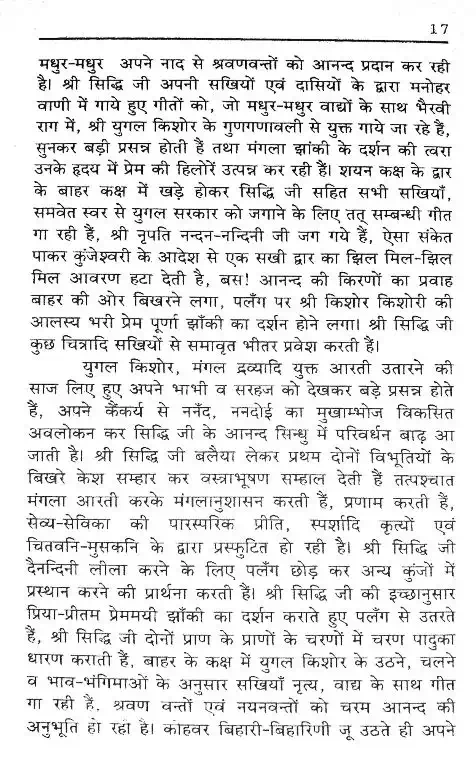 17
मधुर-मधुर अपने नाद से श्रवणवन्तों को आनन्द प्रदान कर रही
है। श्री सिद्धि जी अपनी सखियों एवं दासियों के द्वारा मनोहर
वाणी में गाये हुए गीतों को, जो मधुर-मधुर वाद्यों के साथ भैरवी
राग में, श्री युगल किशोर के गुणगणावली से युक्त गाये जा रहे हैं,
सुनकर बड़ी प्रसन्न होती हैं तथा मंगला झांकी के दर्शन की त्वरा
उनके हृदय में प्रेम की हिलोरें उत्पन्न कर रही हैं। शयन कक्ष के द्वार
के बाहर कक्ष में खड़े होकर सिद्धि जी सहित सभी सखियाँ,
समवेत स्वर से युगल सरकार को जगाने के लिए तत् सम्बन्धी गीत
गा रही हैं, श्री नृपति नन्दन-नन्दिनी जी जग गये हैं, ऐसा संकेत
पाकर कुंजेश्वरी के आदेश से एक सखी द्वार का झिल मिल-झिल
मिल आवरण हटा देती है, बस! आनन्द की किरणों का प्रवाह
बाहर की ओर बिखरने लगा, पलँग पर श्री किशोर किशोरी की
आलस्य भरी प्रेम पूर्णा झाँकी का दर्शन होने लगा। श्री सिद्धि जी
कुछ चित्रादि सखियों से समावृत भीतर प्रवेश करती हैं।
युगल किशोर, मंगल द्रव्यादि युक्त आरती उतारने की
साज लिए हुए अपने भाभी व सरहज को देखकर बड़े प्रसन्न होते
हैं, अपने कैंकर्य से ननँद, ननदोई का मुखाम्भोज विकसित
अवलोकन कर सिद्धि जी के आनन्द सिन्धु में परिवर्धन बाढ़ आ
जाती है। श्री सिद्धि जी बलैया लेकर प्रथम दोनों विभूतियों के
बिखरे केश सम्हार कर वस्त्राभूषण सम्हाल देती हैं तत्पश्चात
मंगला आरती करके मंगलानुशासन करती हैं, प्रणाम करती हैं,
सेव्य-सेविका की पारस्परिक प्रीति, स्पर्शादि कृत्यों एवं
चितवनि-मुसकनि के द्वारा प्रस्फुटित हो रही है। श्री सिद्धि जी
दैनन्दिनी लीला करने के लिए पलँग छोड़ कर अन्य कुंजों में
प्रस्थान करने की प्रार्थना करती हैं। श्री सिद्धि जी की इच्छानुसार
प्रिया-प्रीतम प्रेममयी झाँकी का दर्शन कराते हुए पलँग से उतरते
हैं, श्री सिद्धि जी दोनों प्राण के प्राणों के चरणों में चरण पादुका
धारण कराती हैं, बाहर के कक्ष में युगल किशोर के उठने, चलने
व भाव-भंगिमाओं के अनुसार सखियाँ नृत्य, वाद्य के साथ गीत
गा रही हैं. श्रवण वन्तों एवं नयनवन्तों को चरम आनन्द की
अनुभूति हो रही है। कोहवर बिहारी-बिहारिणी जू उठते ही अपने